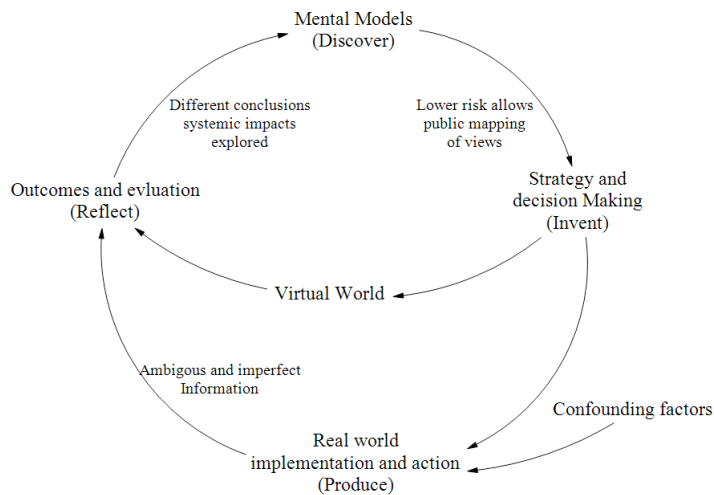 Mental Models
(Discover)
Different conclusions
systemic impacts
explored
Lower risk allows
public mapping
of views
Outcomes and evluation
(Reflect)
Strategy and
decision Making
(Invent)
Virtual World
Ambigous and imperfect
Information
Confounding factors
Real world
implementation and action
(Produce)